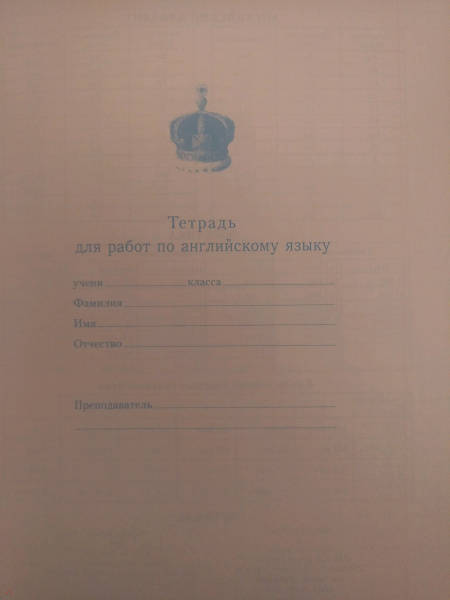 Тетрадь
для работ по английскому языку
учени класса
Фамилия
Имя
Отчество
Преподаватель